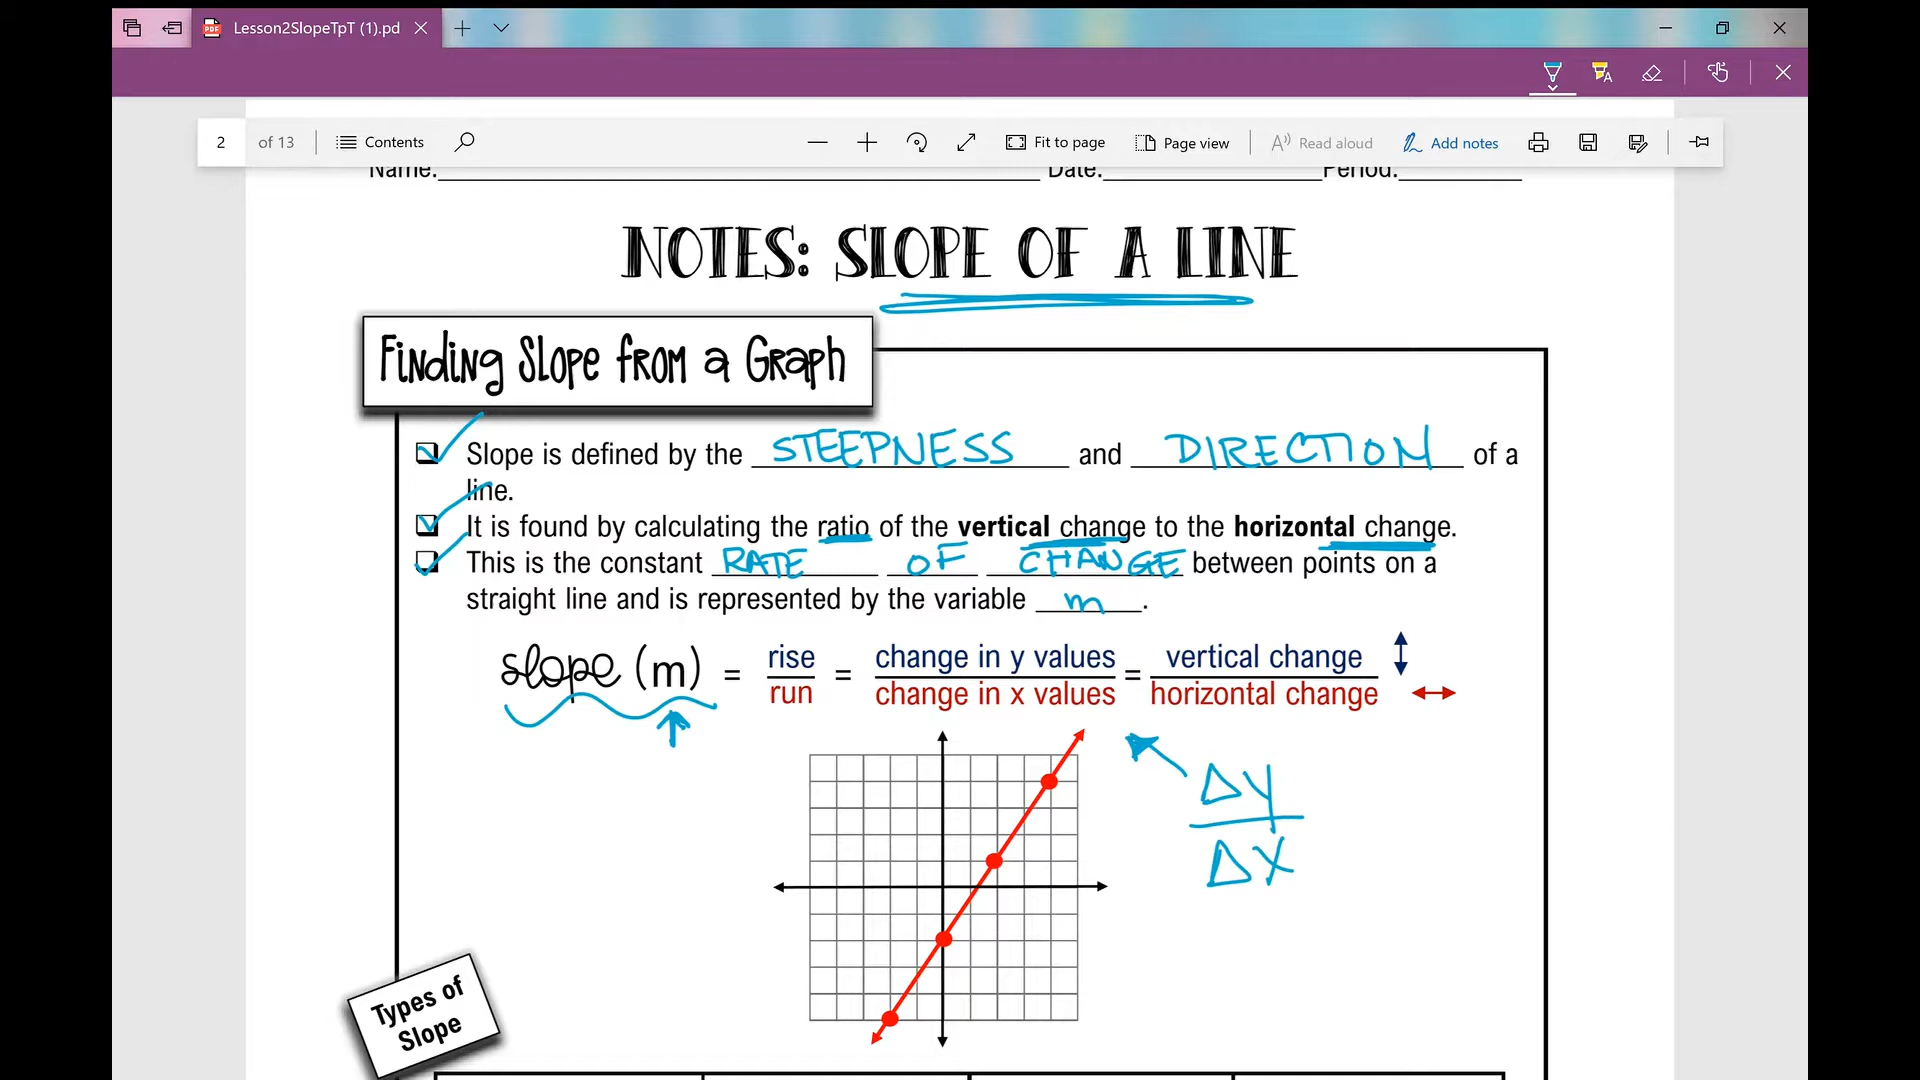 Lesson2SlopeTpT (1).pd
2 of 13 Contents Fit to page Page view Read aloud Add notes
Name:____ Date:____ Period:____
NOTES: SLOPE OF A LINE
Finding Slope from a Graph
Slope is defined by the STEEPNESS and DIRECTION of a
line.
It is found by calculating the ratio of the vertical change to the horizontal change.
This is the constant RATE OF CHANGE between points on a
straight line and is represented by the variable m.
slope (m) = rise/run = change in y values/change in x values = vertical change/horizontal change
Δy
Δx
Types of
Slope